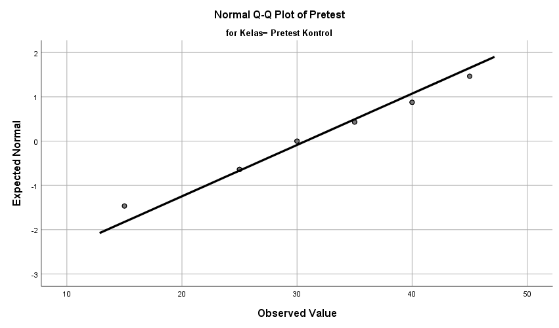 Normal Q-Q Plot of Pretest
for Kelas= Pretest Kontrol
Expected Normal
2
1
0
-1
-2
-3
10 20 30 40 50
Observed Value